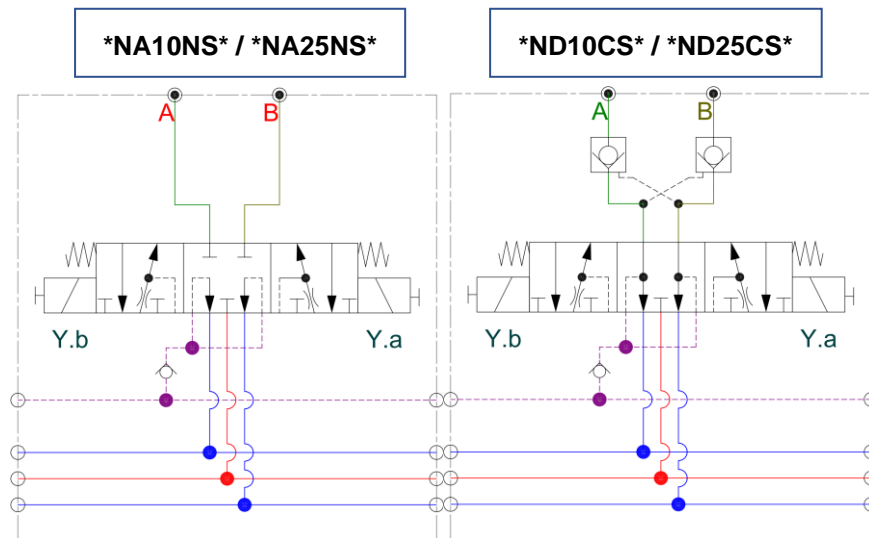 *NA10NS* / *NA25NS*
*ND10CS* / *ND25CS*
A
B
A
B
Y.b
Y.a
Y.b
Y.a